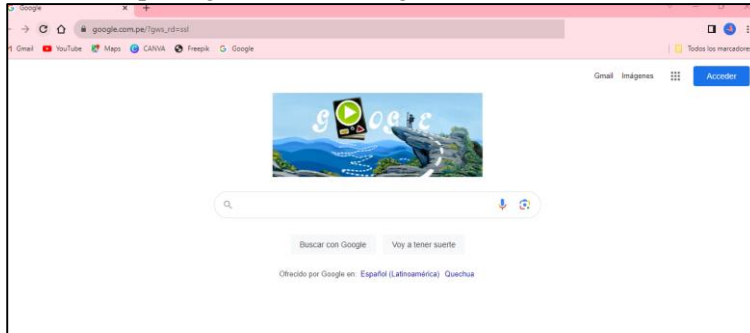 Google
google.com.pe/?gws_rd=ssl
Gmail YouTube Maps CANVA Freepik Google Todos los marcadores
Gmail Imágenes Acceder
GOOGLE
Buscar con Google Voy a tener suerte
Ofrecido por Google en: Español (Latinoamérica) Quechua